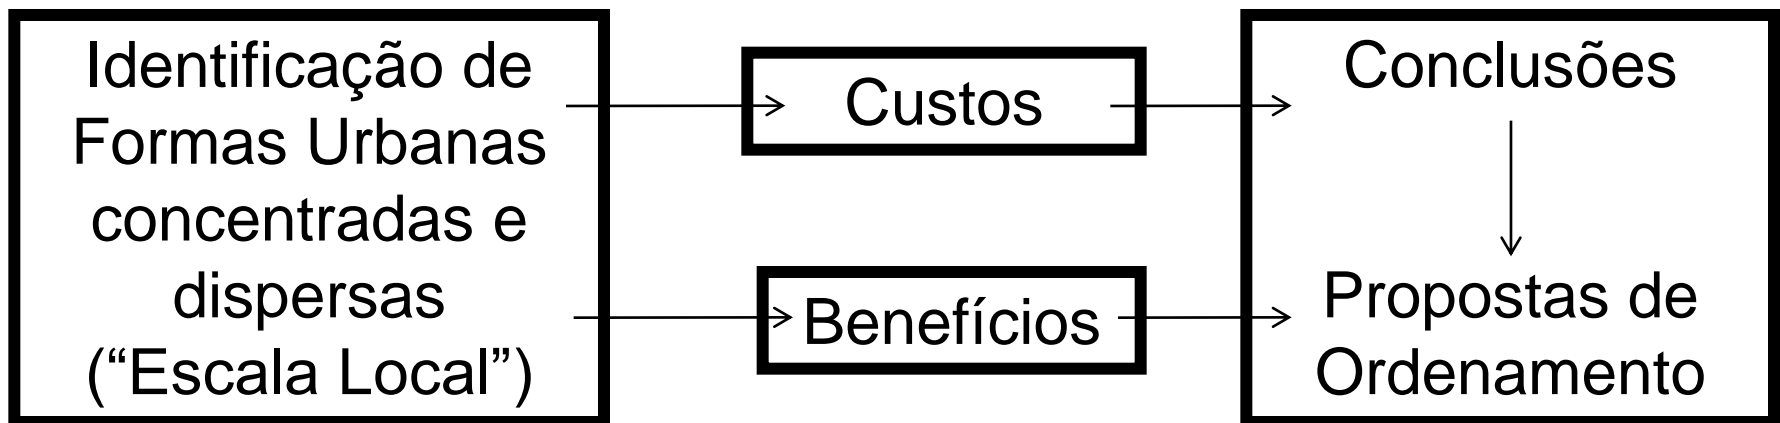 Identificação de
Formas Urbanas
concentradas e
dispersas
(“Escala Local”)
Custos
Benefícios
Conclusões
Propostas de
Ordenamento